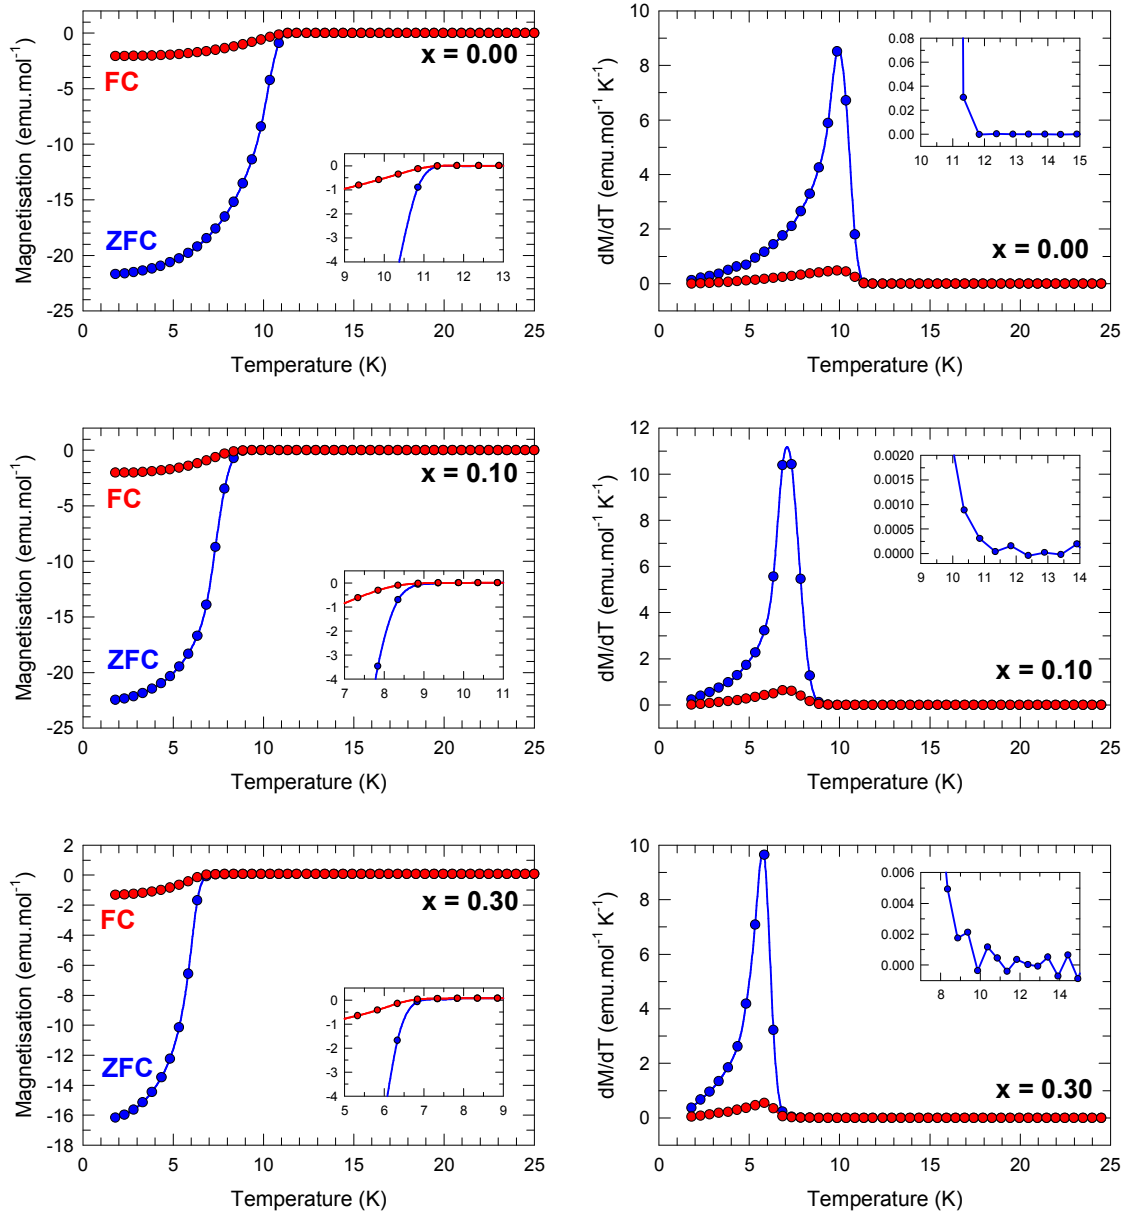 Magnetisation (emu.mol-1)
0
-5
-10
-15
-20
-25
FC
ZFC
x = 0.00
0
-1
-2
-3
-4
9 10 11 12 13
0 5 10 15 20 25
Temperature (K)
dM/dT (emu.mol-1 K-1)
10
8
6
4
2
0
0.08
0.06
0.04
0.02
0.00
10 11 12 13 14 15
x = 0.00
0 5 10 15 20 25
Temperature (K)
Magnetisation (emu.mol-1)
0
-5
-10
-15
-20
-25
FC
ZFC
x = 0.10
0
-1
-2
-3
-4
7 8 9 10 11
0 5 10 15 20 25
Temperature (K)
dM/dT (emu.mol-1 K-1)
12
10
8
6
4
2
0
0.0020
0.0015
0.0010
0.0005
0.0000
9 10 11 12 13 14
x = 0.10
0 5 10 15 20 25
Temperature (K)
Magnetisation (emu.mol-1)
2
0
-2
-4
-6
-8
-10
-12
-14
-16
-18
FC
ZFC
x = 0.30
0
-1
-2
-3
-4
5 6 7 8 9
0 5 10 15 20 25
Temperature (K)
dM/dT (emu.mol-1 K-1)
10
8
6
4
2
0
0.006
0.004
0.002
0.000
8 10 12 14
x = 0.30
0 5 10 15 20 25
Temperature (K)